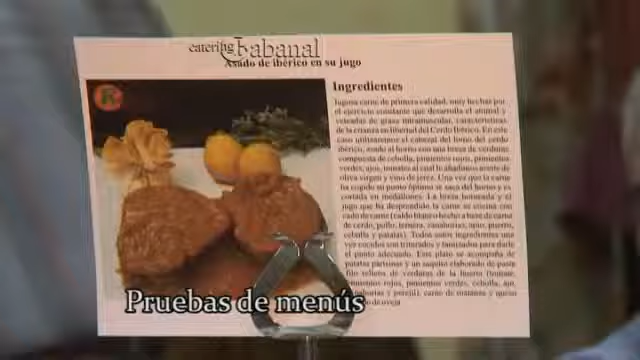 catering Rabanal
Asado de ibérico en su jugo
Ingredientes
Jugosa carne de primera calidad, muy hechas por
el ejercicio constante que desarrolla el animal y
veteadas de grasa intramuscular, características
de la crianza en libertad del Cerdo Ibérico. En este
caso utilizaremos el cabezal del lomo del cerdo
ibérico, asado al horno con una breza de verduras
compuesta de cebolla, pimientos rojos, pimientos
verdes, ajos, tomates al cual le añadimos aceite de
oliva virgen y vino de jerez. Una vez que la carne
ha cogido su punto óptimo se saca del horno y es
cortada en medallones. La breza horneada y el
jugo que ha desprendido la carne se cocina con
caldo de carne (caldo blanco hecho a base de carne
de cerdo, pollo, ternera, zanahorias, apio, puerro,
cebolla y patatas). Todos estos ingredientes una
vez cocidos son triturados y tamizados para darle
el punto adecuado. Este plato se acompaña de
patatas parisinas y un saquito elaborado de pasta
filo rellena de verduras de la huerta (tomate,
pimientos rojos, pimientos verdes, cebolla, ajo,
zanahorias y perejil), carne de matanza y queso
de oveja
Pruebas de menús